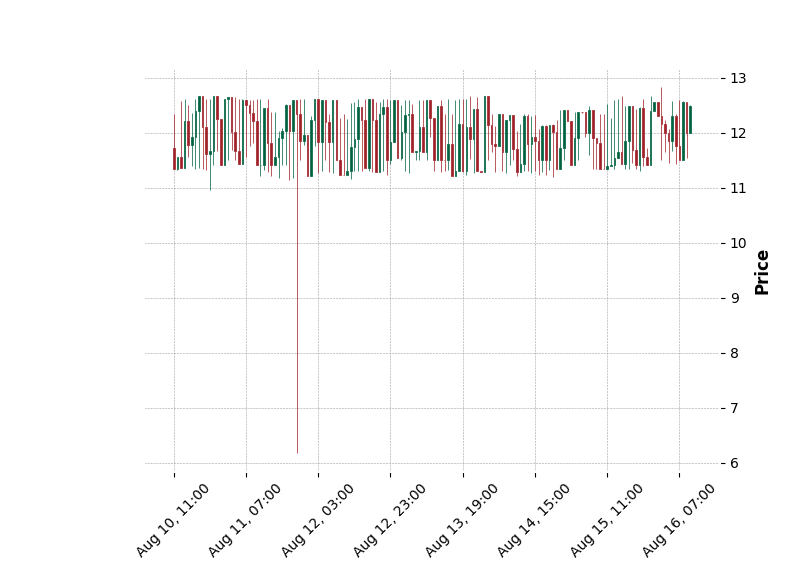 13
12
11
10
9
8
7
6
Price
Aug 10, 11:00
Aug 11, 07:00
Aug 12, 03:00
Aug 12, 23:00
Aug 13, 19:00
Aug 14, 15:00
Aug 15, 11:00
Aug 16, 07:00